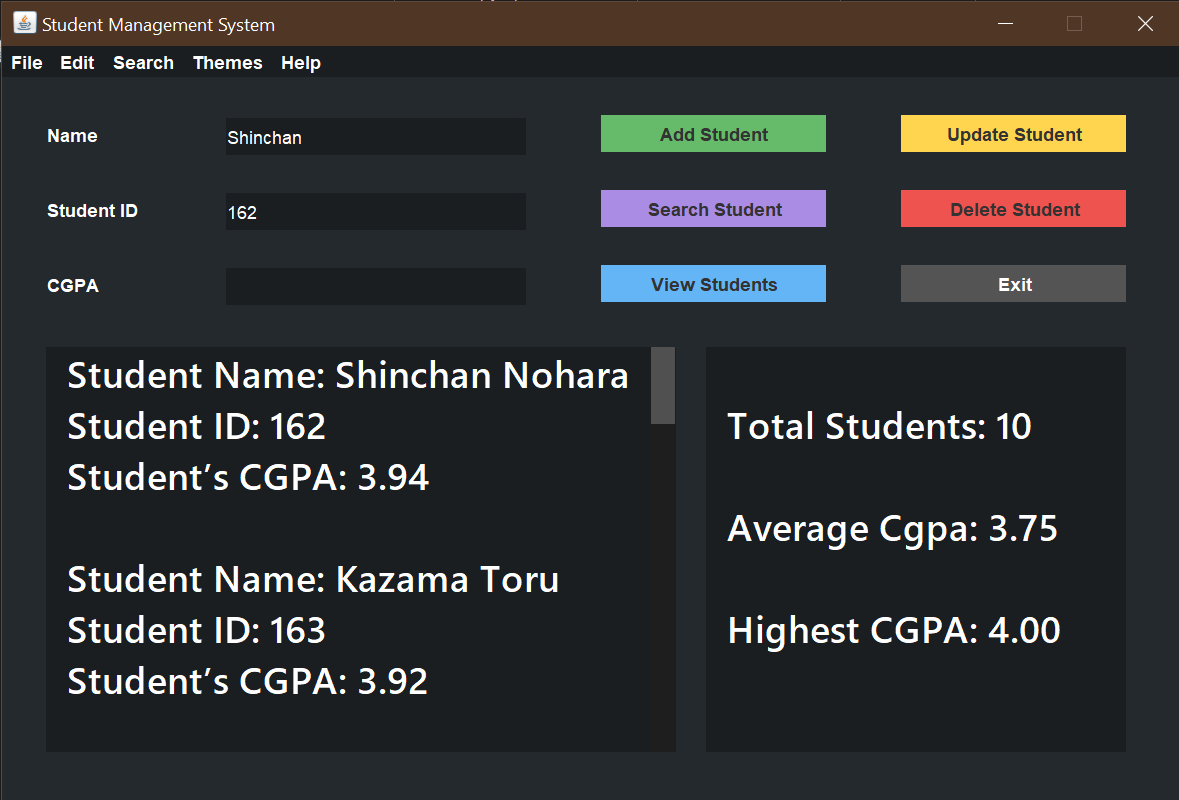 Student Management System
File Edit Search Themes Help
Name Shinchan Add Student Update Student
Student ID 162 Search Student Delete Student
CGPA View Students Exit
Student Name: Shinchan Nohara
Student ID: 162
Student’s CGPA: 3.94
Student Name: Kazama Toru
Student ID: 163
Student’s CGPA: 3.92
Total Students: 10
Average Cgpa: 3.75
Highest CGPA: 4.00